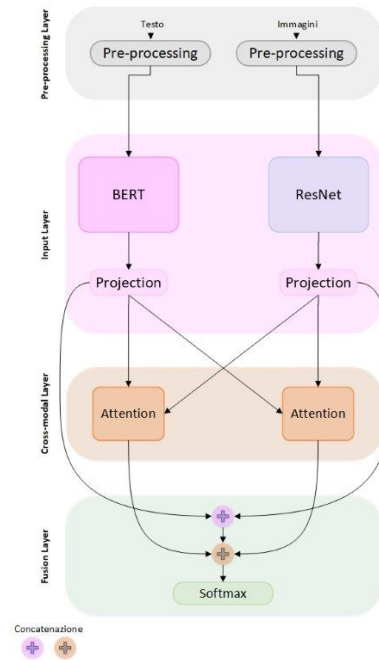 Pre-processing Layer
Testo
Immagini
Pre-processing
Pre-processing
Input Layer
BERT
ResNet
Projection
Projection
Cross-modal Layer
Attention
Attention
Fusion Layer
Softmax
Concatenazione